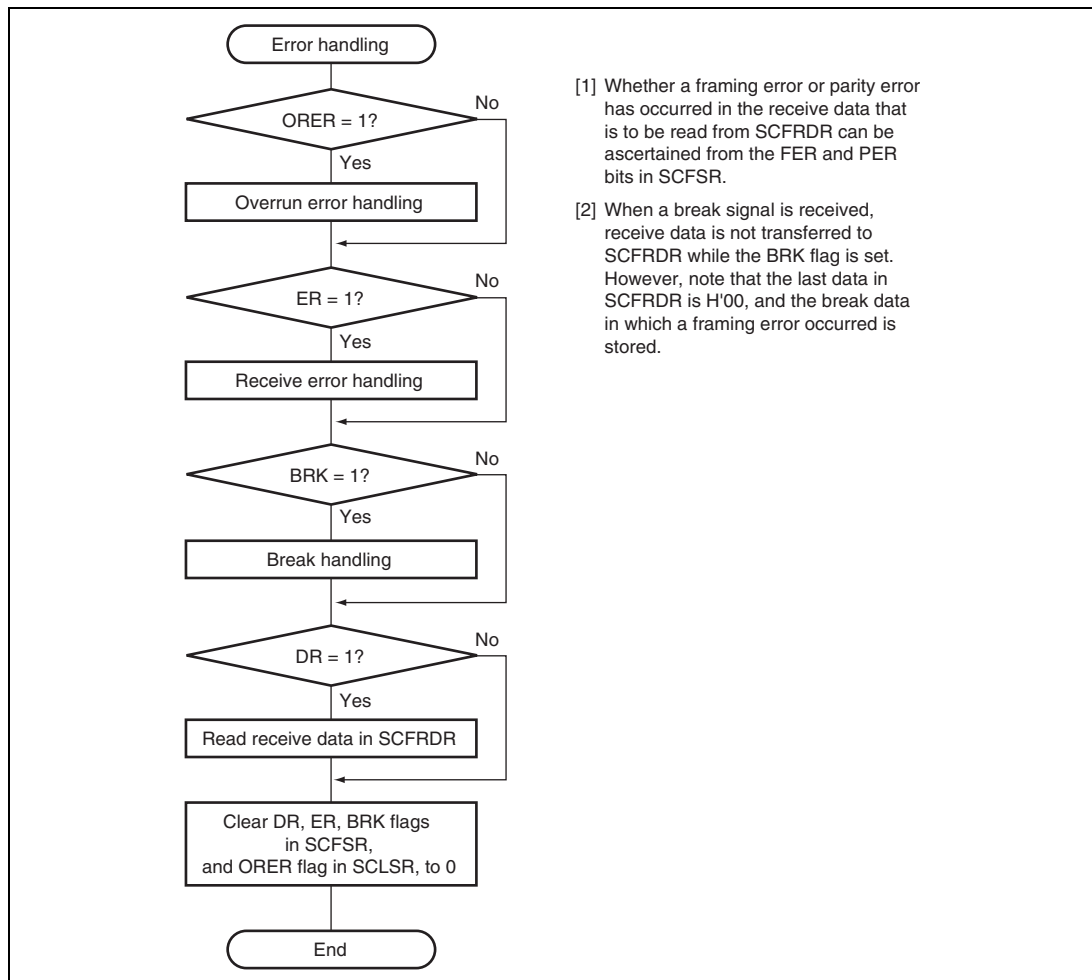 Error handling
ORER = 1?
No
Yes
Overrun error handling
ER = 1?
No
Yes
Receive error handling
BRK = 1?
No
Yes
Break handling
DR = 1?
No
Yes
Read receive data in SCFRDR
Clear DR, ER, BRK flags
in SCFSR,
and ORER flag in SCLSR, to 0
End
[1] Whether a framing error or parity error
has occurred in the receive data that
is to be read from SCFRDR can be
ascertained from the FER and PER
bits in SCFSR.
[2] When a break signal is received,
receive data is not transferred to
SCFRDR while the BRK flag is set.
However, note that the last data in
SCFRDR is H'00, and the break data
in which a framing error occurred is
stored.